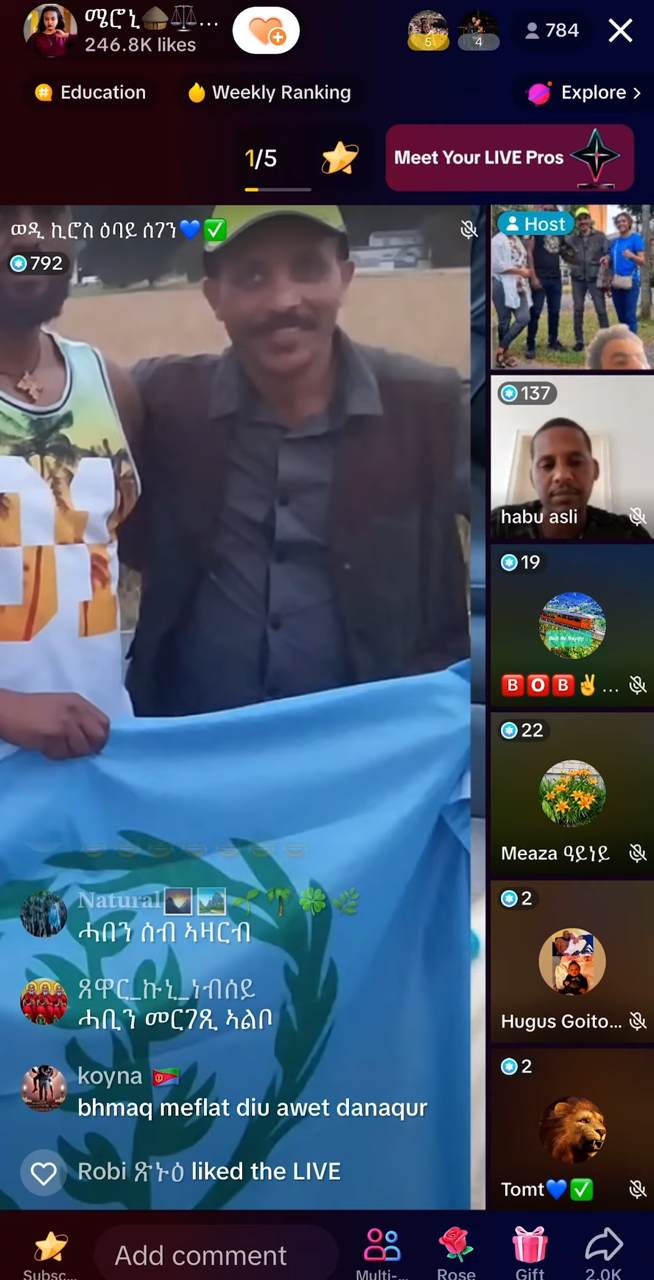 ሜሮኒ🛖⚖️...
246.8K likes
5
4
784
Education
Weekly Ranking
Explore >
1/5
Meet Your LIVE Pros
ወዲ ኪሮስ ዕባይ ሰገን💙✅
792
Host
137
habu asli
19
🅱🅾🅱✌...
22
Meaza ዓይነይ
2
Hugus Goito...
2
Tomt💙✅
Natural🌄🏞🌱🌴🍀🌿
ሓበን ሰብ ኣዛርብ
ጸዋር_ኩኒ_ነብሰይ
ሓቢን መርገጺ ኣልቦ
koyna 🇪🇷
bhmaq meflat diu awet danaqur
Robi ጽኑዕ liked the LIVE
Add comment
Subsc...
Multi-...
Rose
Gift
2.0K